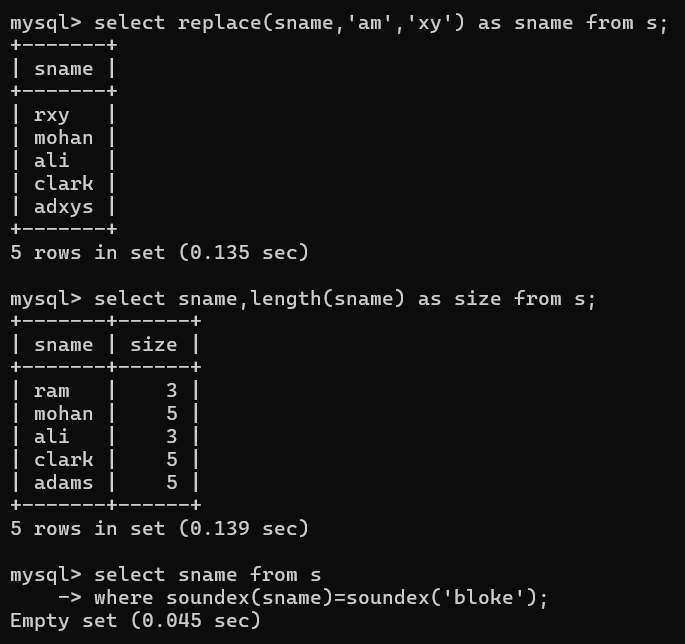 mysql> select replace(sname,'am','xy') as sname from s;
+-------+
| sname |
+-------+
| rxy   |
| mohan |
| ali   |
| clark |
| adxys |
+-------+
5 rows in set (0.135 sec)

mysql> select sname,length(sname) as size from s;
+-------+------+
| sname | size |
+-------+------+
| ram   |    3 |
| mohan |    5 |
| ali   |    3 |
| clark |    5 |
| adams |    5 |
+-------+------+
5 rows in set (0.139 sec)

mysql> select sname from s
    -> where soundex(sname)=soundex('bloke');
Empty set (0.045 sec)